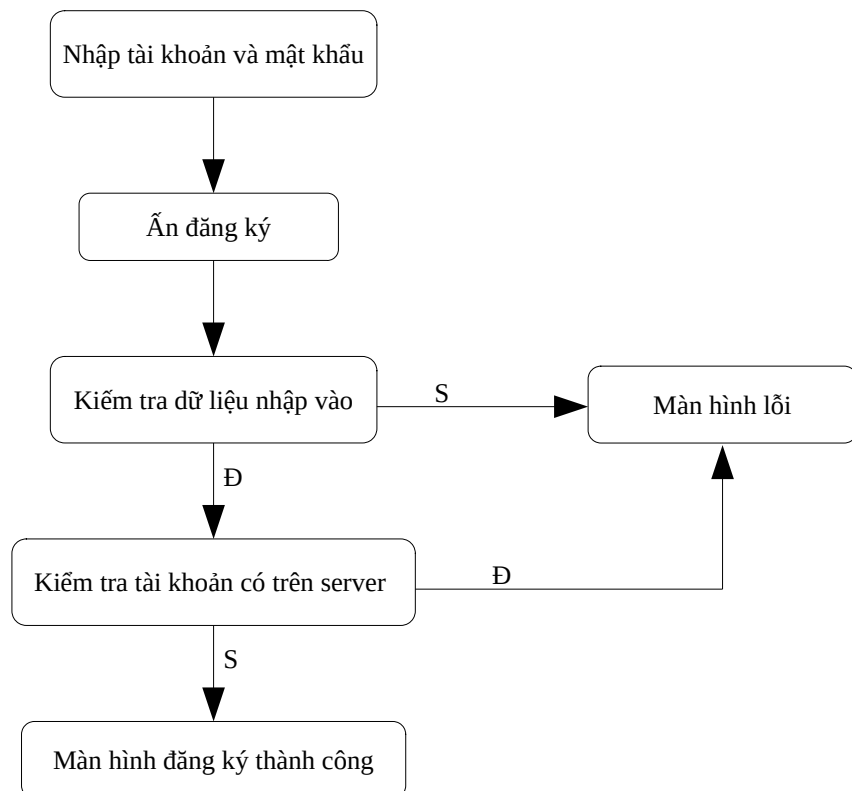 Nhập tài khoản và mật khẩu
Ấn đăng ký
Kiếm tra dữ liệu nhập vào
S
Màn hình lỗi
Đ
Kiểm tra tài khoản có trên server
Đ
S
Màn hình đăng ký thành công